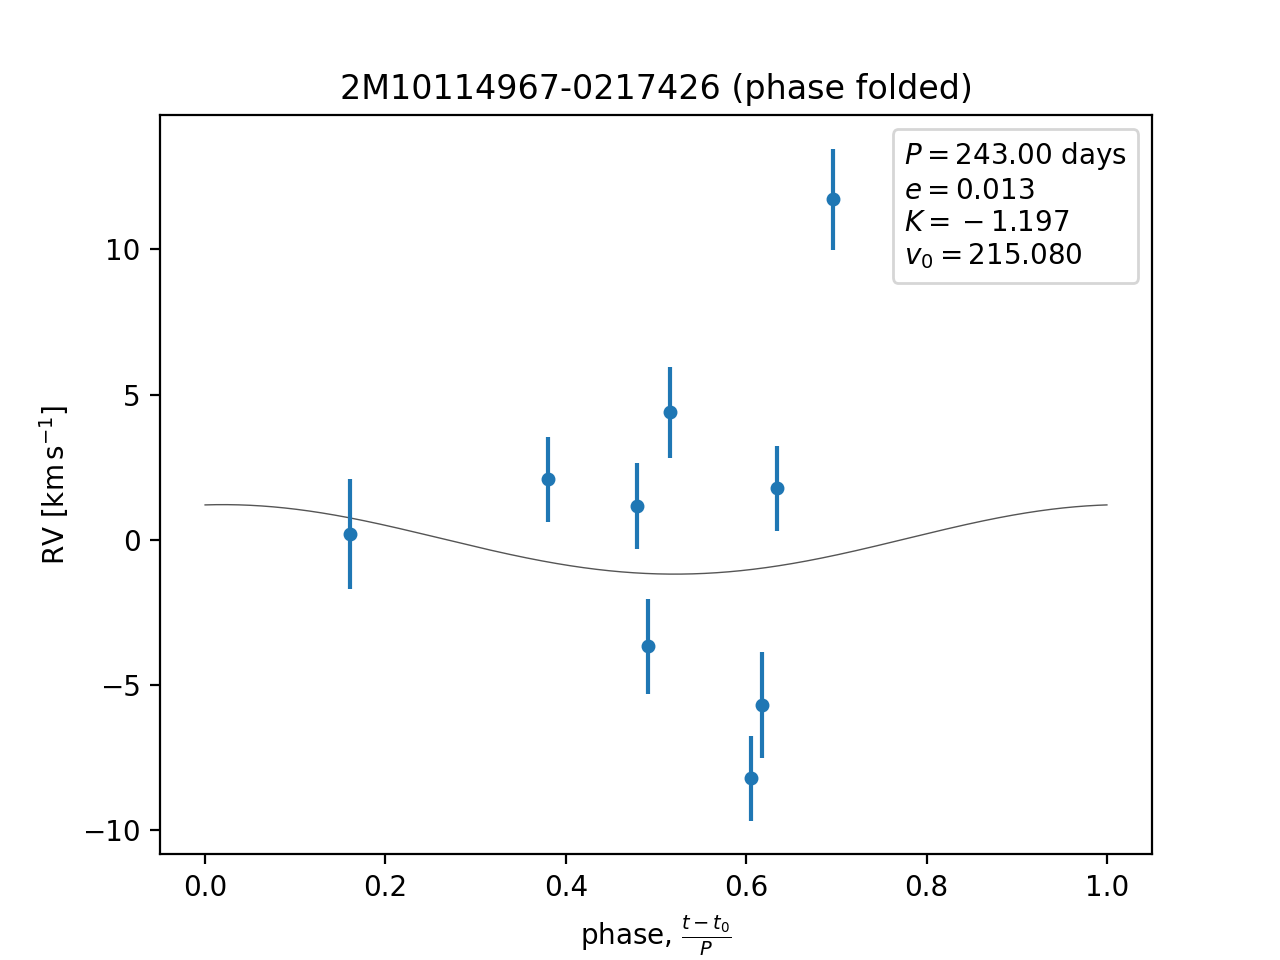 2M10114967-0217426 (phase folded)
P = 243.00 days
e = 0.013
K = −1.197
v₀ = 215.080
RV [km s⁻¹]
10
5
0
−5
−10
0.0 0.2 0.4 0.6 0.8 1.0
phase, (t − t₀)/P